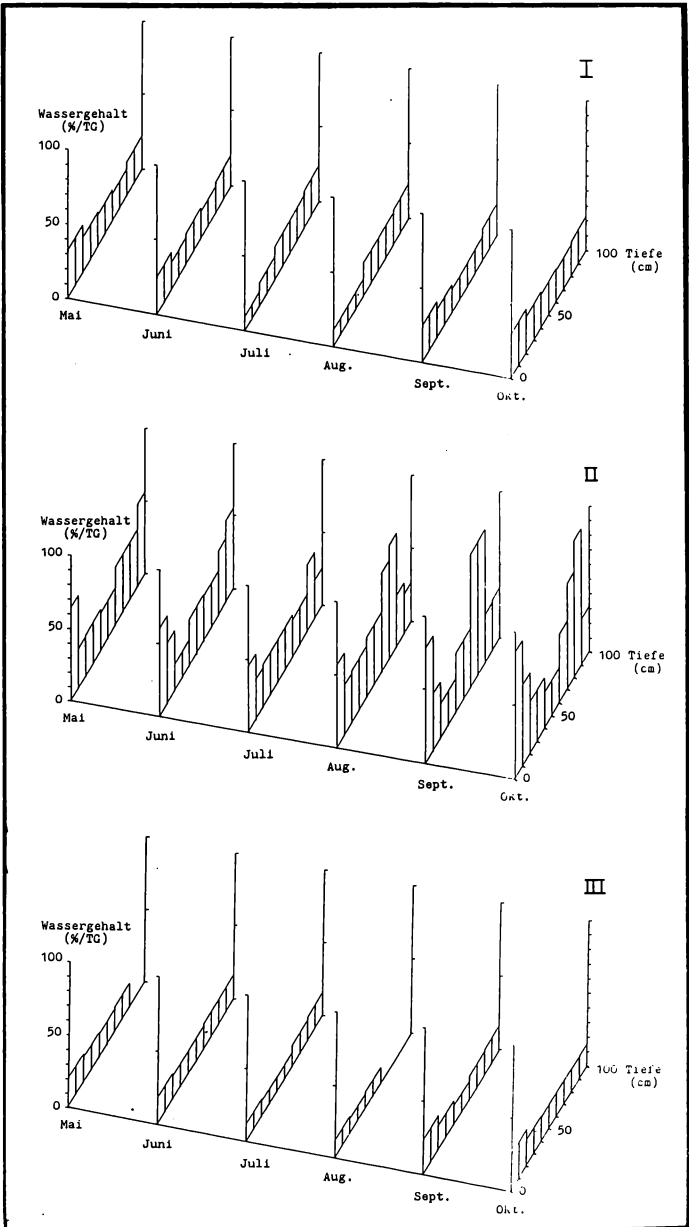 I
Wassergehalt
(%/TG)
100
50
0
Mai
Juni
Juli
Aug.
Sept.
Okt.
0
50
100 Tiefe
(cm)
II
Wassergehalt
(%/TG)
100
50
0
Mai
Juni
Juli
Aug.
Sept.
Okt.
0
50
100 Tiefe
(cm)
III
Wassergehalt
(%/TG)
100
50
0
Mai
Juni
Juli
Aug.
Sept.
Okt.
0
50
100 Tiefe
(cm)